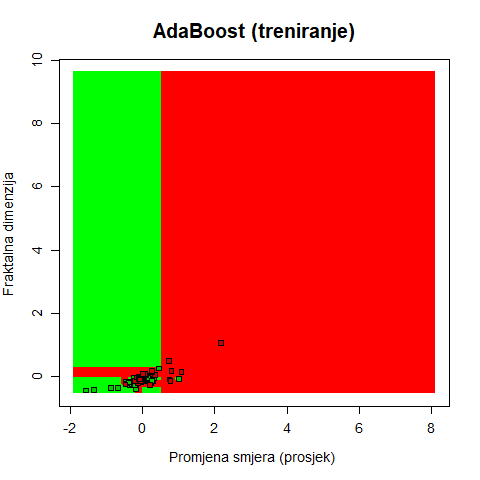 AdaBoost (treniranje)
10
8
6
4
2
0
Fraktalna dimenzija
-2 0 2 4 6 8
Promjena smjera (prosjek)